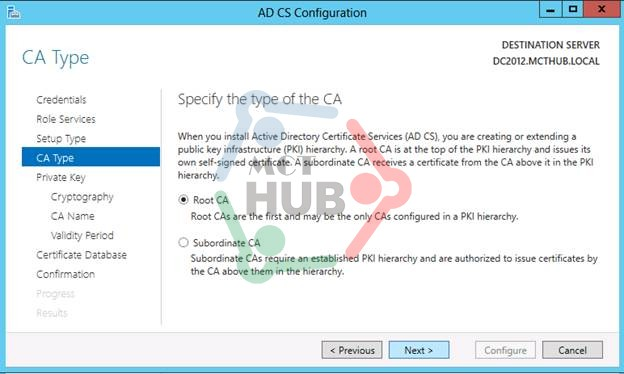 AD CS Configuration
CA Type
DESTINATION SERVER
DC2012.MCTHUB.LOCAL
Credentials
Role Services
Setup Type
CA Type
Private Key
Cryptography
CA Name
Validity Period
Certificate Database
Confirmation
Progress
Results
Specify the type of the CA
When you install Active Directory Certificate Services (AD CS), you are creating or extending a
public key infrastructure (PKI) hierarchy. A root CA is at the top of the PKI hierarchy and issues its
own self-signed certificate. A subordinate CA receives a certificate from the CA above it in the PKI
hierarchy.
MCT
HUB
Root CA
Root CAs are the first and may be the only CAs configured in a PKI hierarchy.
Subordinate CA
Subordinate CAs require an established PKI hierarchy and are authorized to issue certificates by
the CA above them in the hierarchy.
< Previous
Next >
Configure
Cancel